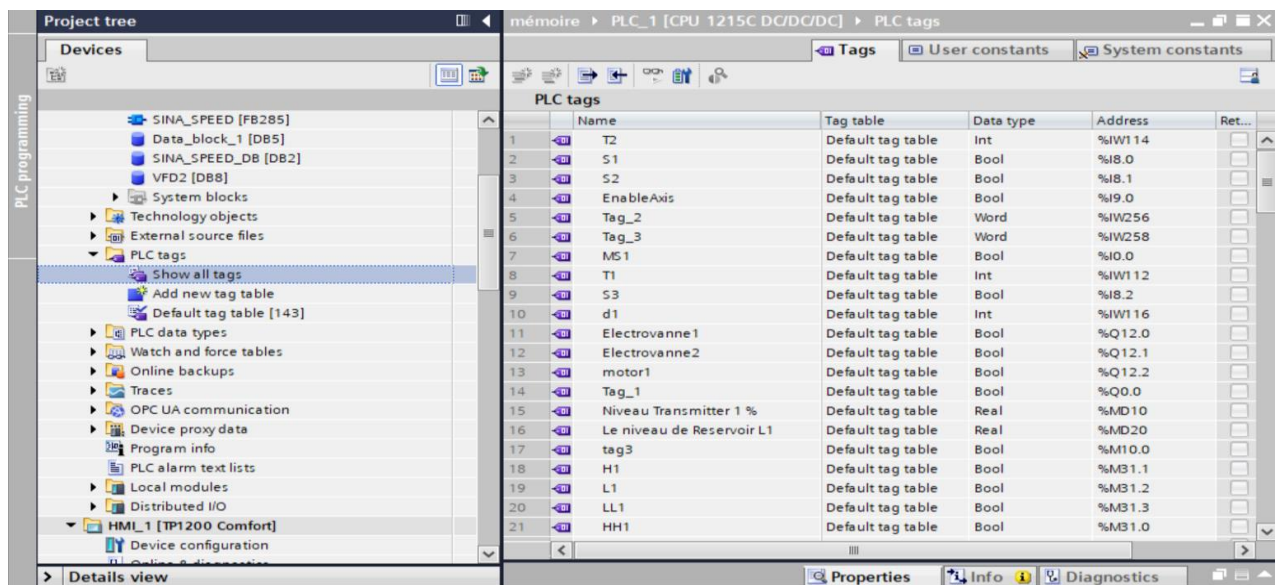 Project tree
mémoire PLC_1 [CPU 1215C DC/DC/DC] PLC tags
Devices
Tags User constants System constants
PLC programming
SINA_SPEED [FB285]
Data_block_1 [DB5]
SINA_SPEED_DB [DB2]
VFD2 [DB8]
System blocks
Technology objects
External source files
PLC tags
Show all tags
Add new tag table
Default tag table [143]
PLC data types
Watch and force tables
Online backups
Traces
OPC UA communication
Device proxy data
Program info
PLC alarm text lists
Local modules
Distributed I/O
HMI_1 [TP1200 Comfort]
Device configuration
Online & diagnostics
Details view
PLC tags
Name Tag table Data type Address Ret...
1 T2 Default tag table Int %IW114
2 S1 Default tag table Bool %I8.0
3 S2 Default tag table Bool %I8.1
4 EnableAxis Default tag table Bool %I9.0
5 Tag_2 Default tag table Word %IW256
6 Tag_3 Default tag table Word %IW258
7 MS1 Default tag table Bool %I0.0
8 T1 Default tag table Int %IW112
9 S3 Default tag table Bool %I8.2
10 d1 Default tag table Int %IW116
11 Electrovanne1 Default tag table Bool %Q12.0
12 Electrovanne2 Default tag table Bool %Q12.1
13 motor1 Default tag table Bool %Q12.2
14 Tag_1 Default tag table Bool %Q0.0
15 Niveau Transmitter 1 % Default tag table Real %MD10
16 Le niveau de Reservoir L1 Default tag table Real %MD20
17 tag3 Default tag table Bool %M10.0
18 H1 Default tag table Bool %M31.1
19 L1 Default tag table Bool %M31.2
20 LL1 Default tag table Bool %M31.3
21 HH1 Default tag table Bool %M31.0
Properties Info Diagnostics